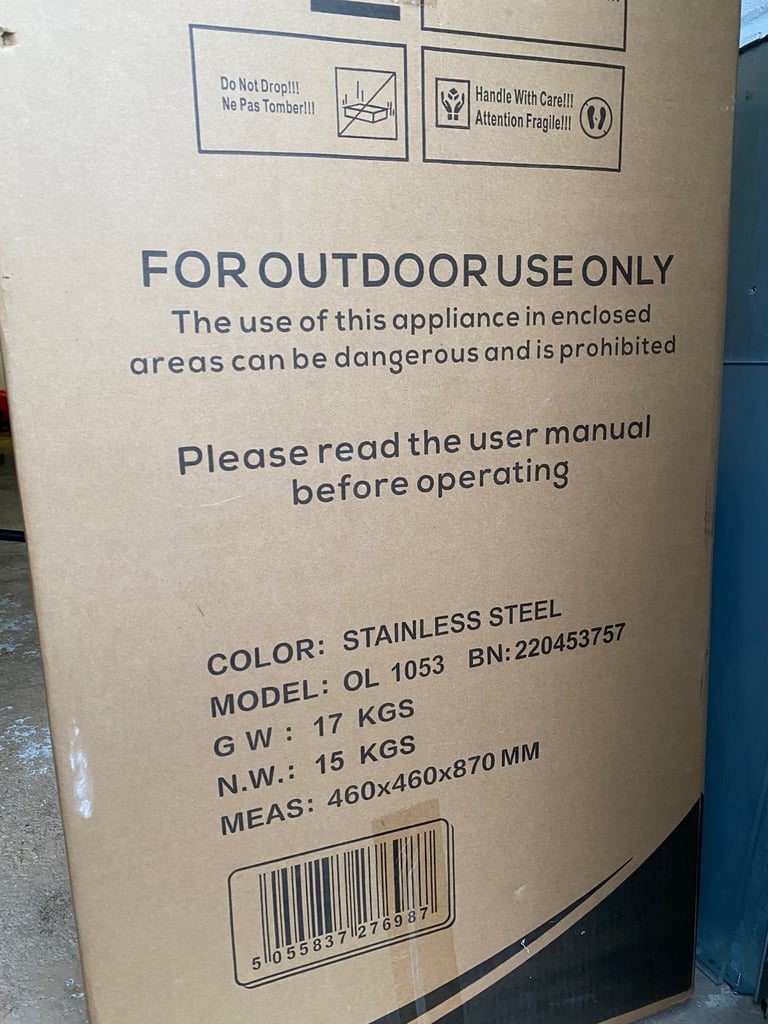 Do Not Drop!!!
Ne Pas Tomber!!!
Handle With Care!!!
Attention Fragile!!!
FOR OUTDOOR USE ONLY
The use of this appliance in enclosed
areas can be dangerous and is prohibited
Please read the user manual
before operating
COLOR: STAINLESS STEEL
MODEL: OL 1053 BN:220453757
G W : 17 KGS
N.W.: 15 KGS
MEAS: 460x460x870 MM
5 055837 276987